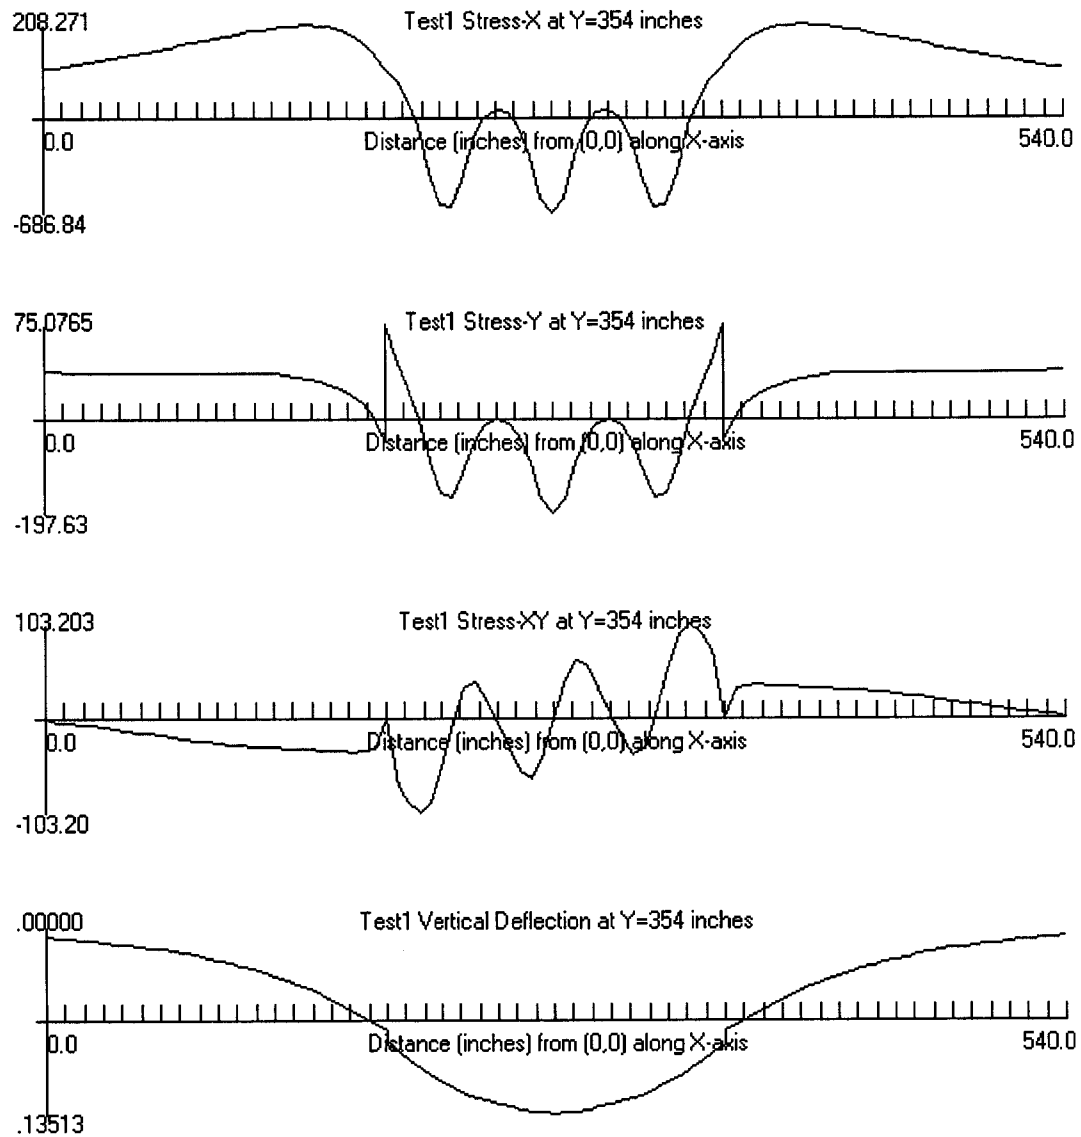 208.271
Test1 Stress-X at Y=354 inches
0.0
Distance (inches) from (0,0) along X-axis
540.0
-686.84
75.0765
Test1 Stress-Y at Y=354 inches
0.0
Distance (inches) from (0,0) along X-axis
540.0
-197.63
103.203
Test1 Stress-XY at Y=354 inches
0.0
Distance (inches) from (0,0) along X-axis
540.0
-103.20
.00000
Test1 Vertical Deflection at Y=354 inches
0.0
Distance (inches) from (0,0) along X-axis
540.0
.13513